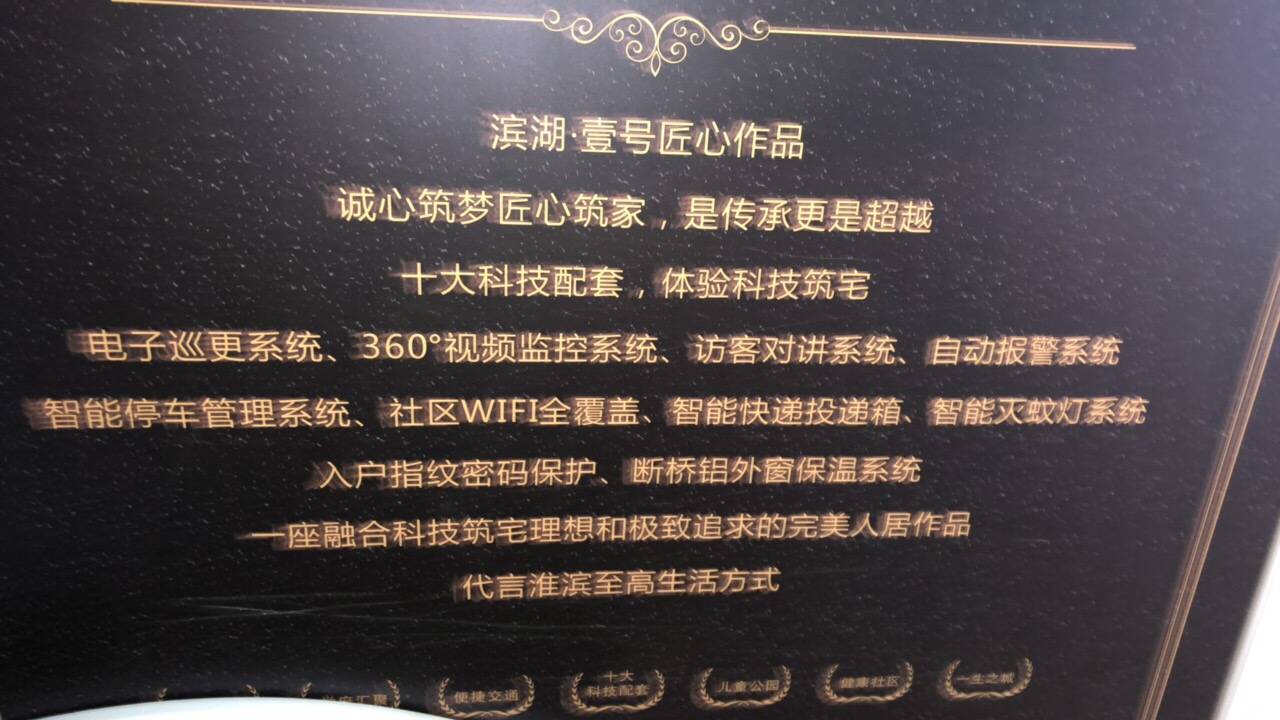 滨湖·壹号匠心作品
诚心筑梦匠心筑家，是传承更是超越
十大科技配套，体验科技筑宅
电子巡更系统、360°视频监控系统、访客对讲系统、自动报警系统
智能停车管理系统、社区WIFI全覆盖、智能快递投递箱、智能灭蚊灯系统
入户指纹密码保护、断桥铝外窗保温系统
一座融合科技筑宅理想和极致追求的完美人居作品
代言淮滨至高生活方式
便捷交通
十大
科技配套
儿童公园
健康社区
一生之城